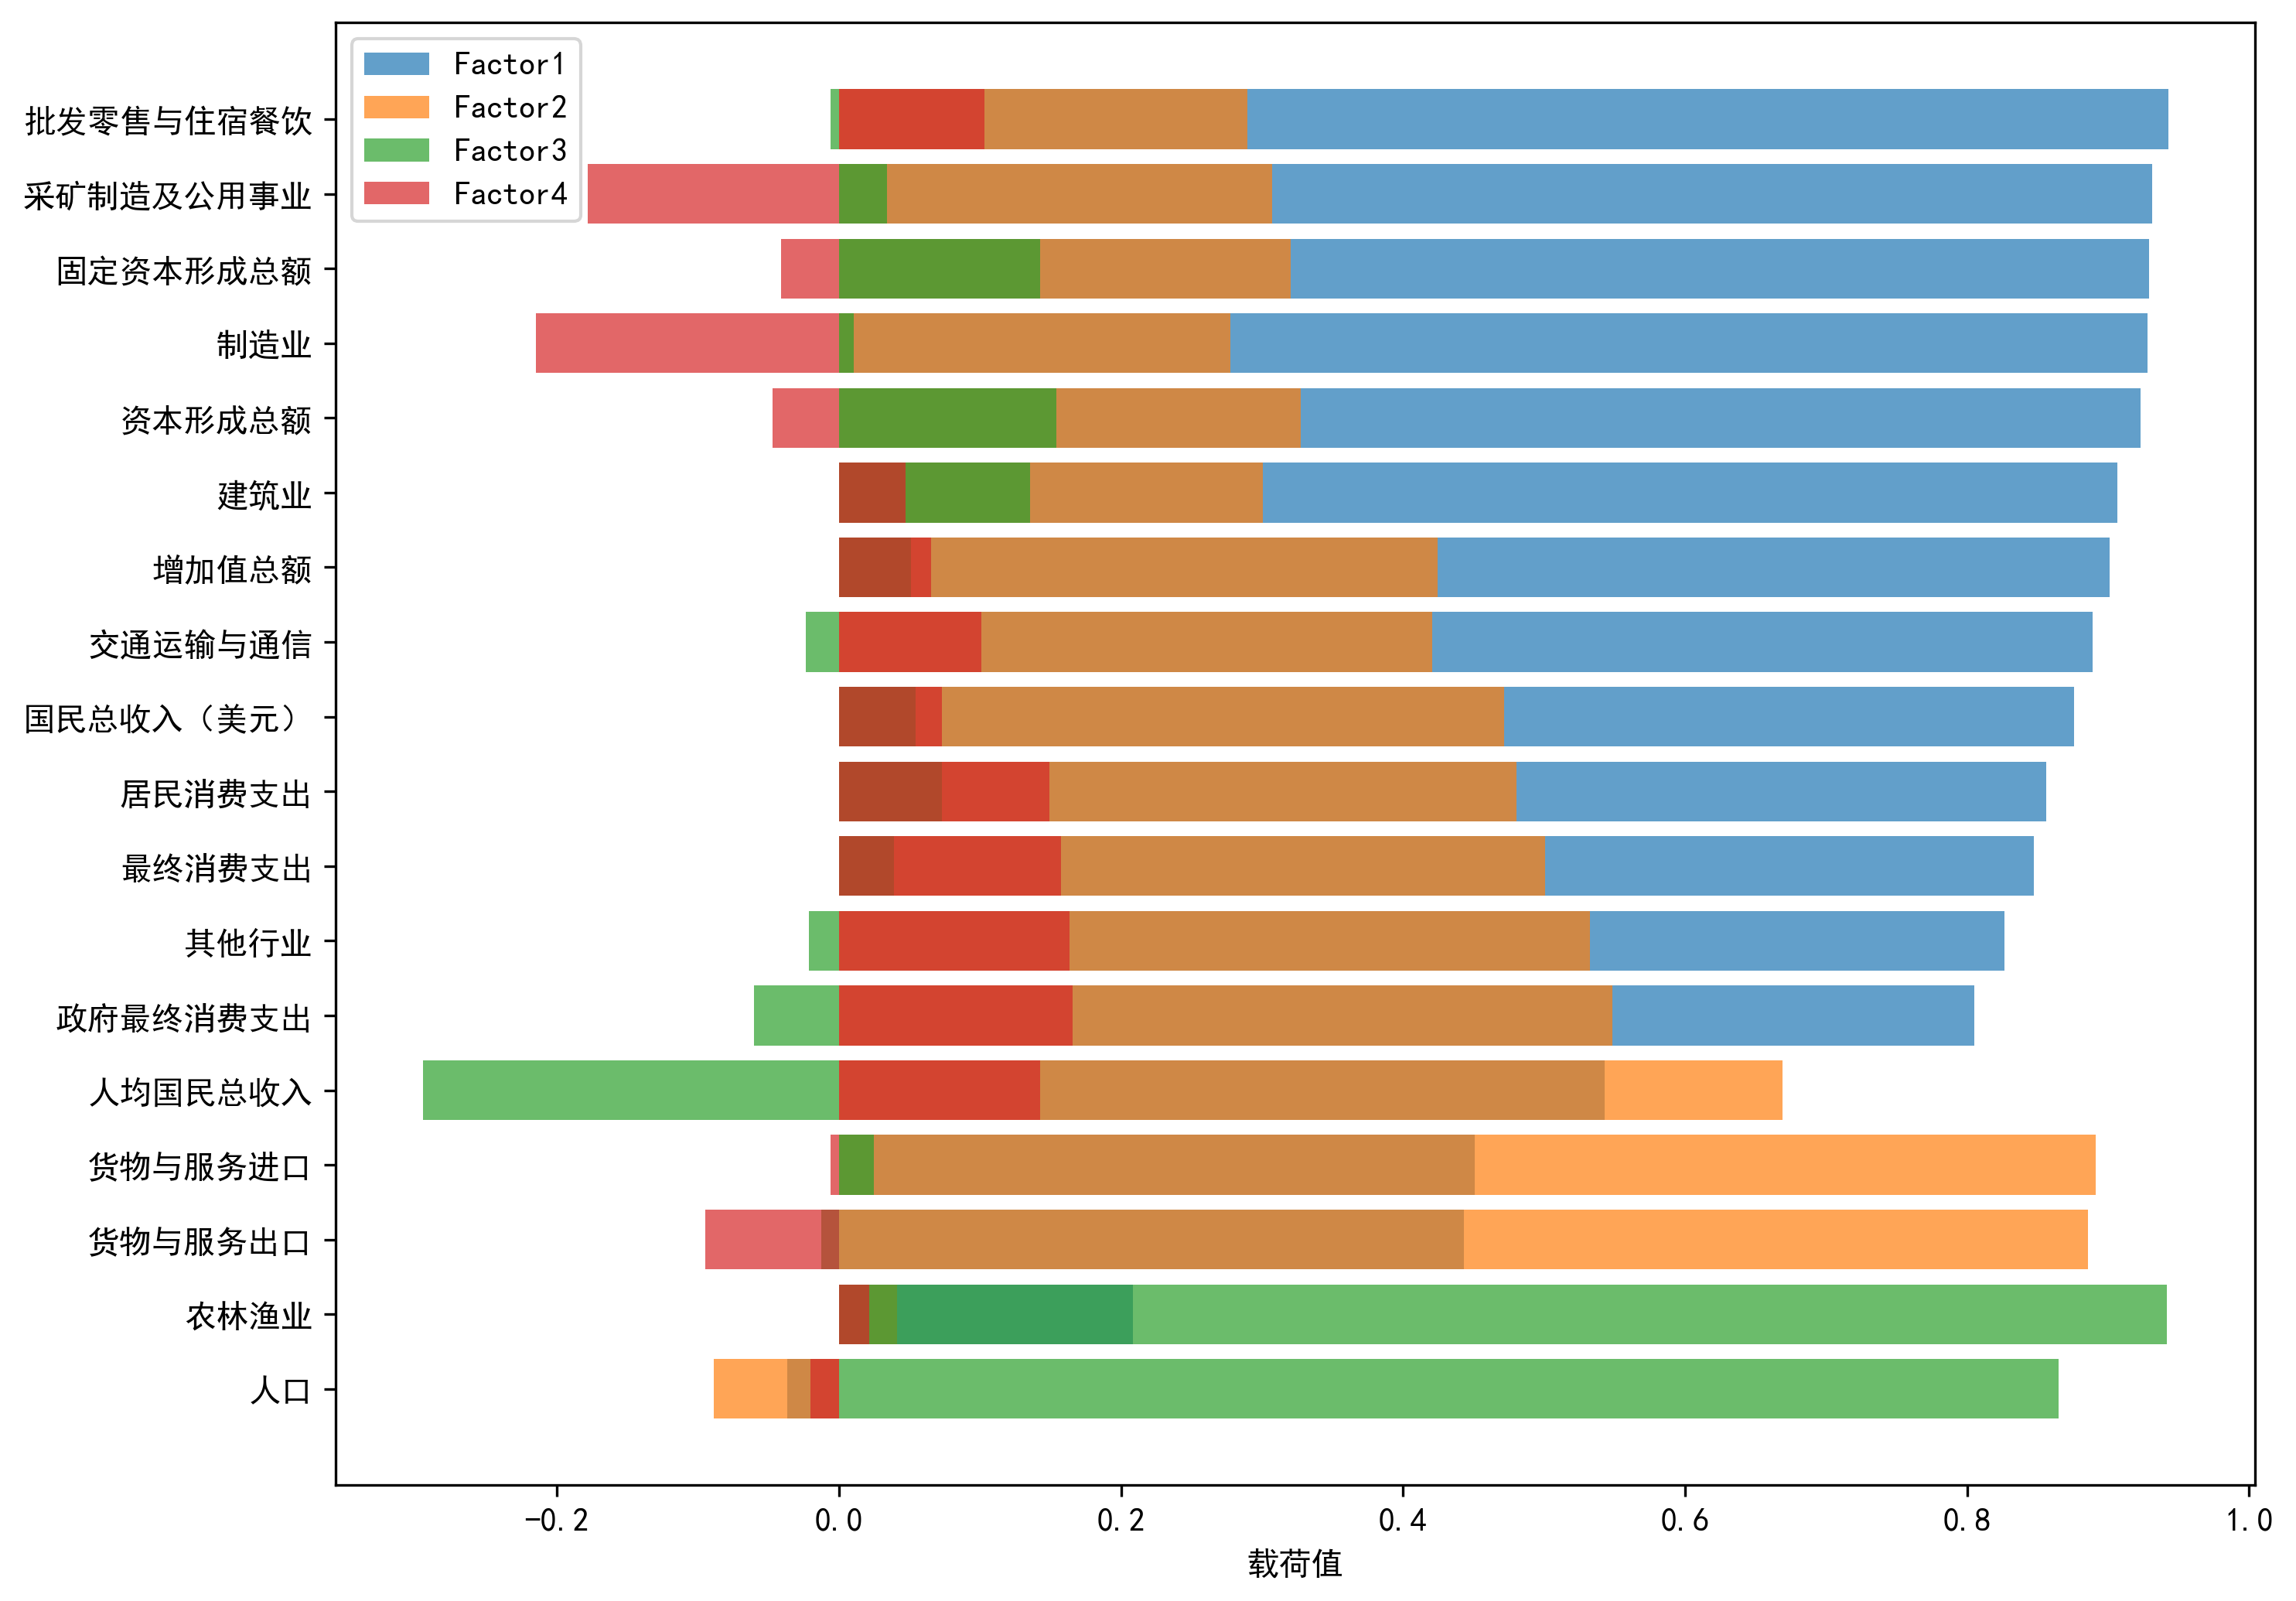 Factor1
Factor2
Factor3
Factor4
批发零售与住宿餐饮
采矿制造及公用事业
固定资本形成总额
制造业
资本形成总额
建筑业
增加值总额
交通运输与通信
国民总收入（美元）
居民消费支出
最终消费支出
其他行业
政府最终消费支出
人均国民总收入
货物与服务进口
货物与服务出口
农林渔业
人口
-0.2 0.0 0.2 0.4 0.6 0.8 1.0
载荷值